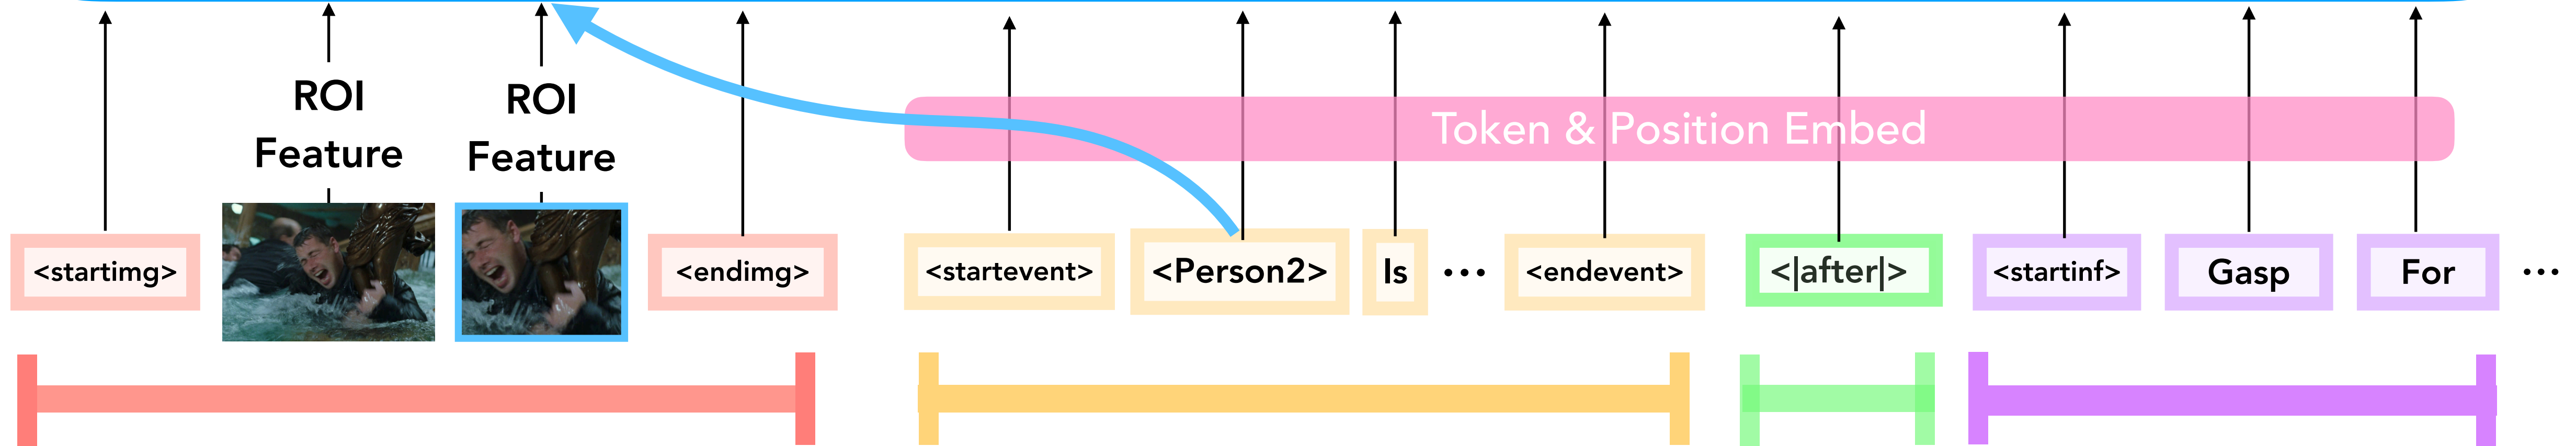 ROI
Feature
ROI
Feature
Token & Position Embed
<startimg>
<endimg>
<startevent>
<Person2>
Is
...
<endevent>
<|after|>
<startinf>
Gasp
For
...